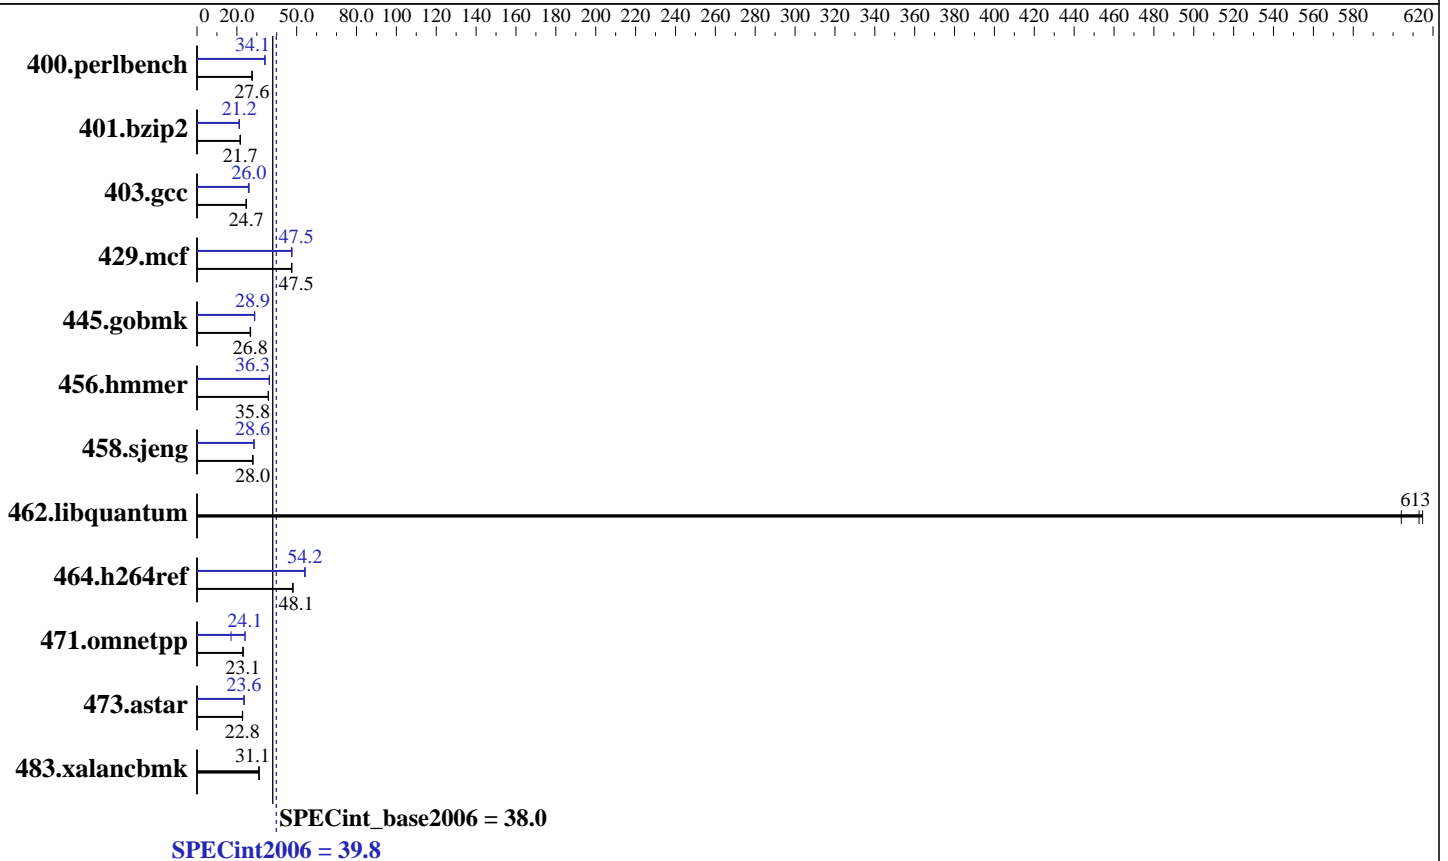 0 20.0 50.0 80.0 100 120 140 160 180 200 220 240 260 280 300 320 340 360 380 400 420 440 460 480 500 520 540 560 580 620
34.1
400.perlbench
27.6
21.2
401.bzip2
21.7
26.0
403.gcc
24.7
47.5
429.mcf
47.5
28.9
445.gobmk
26.8
36.3
456.hmmer
35.8
28.6
458.sjeng
28.0
613
462.libquantum
54.2
464.h264ref
48.1
24.1
471.omnetpp
23.1
23.6
473.astar
22.8
31.1
483.xalancbmk
SPECint_base2006 = 38.0
SPECint2006 = 39.8